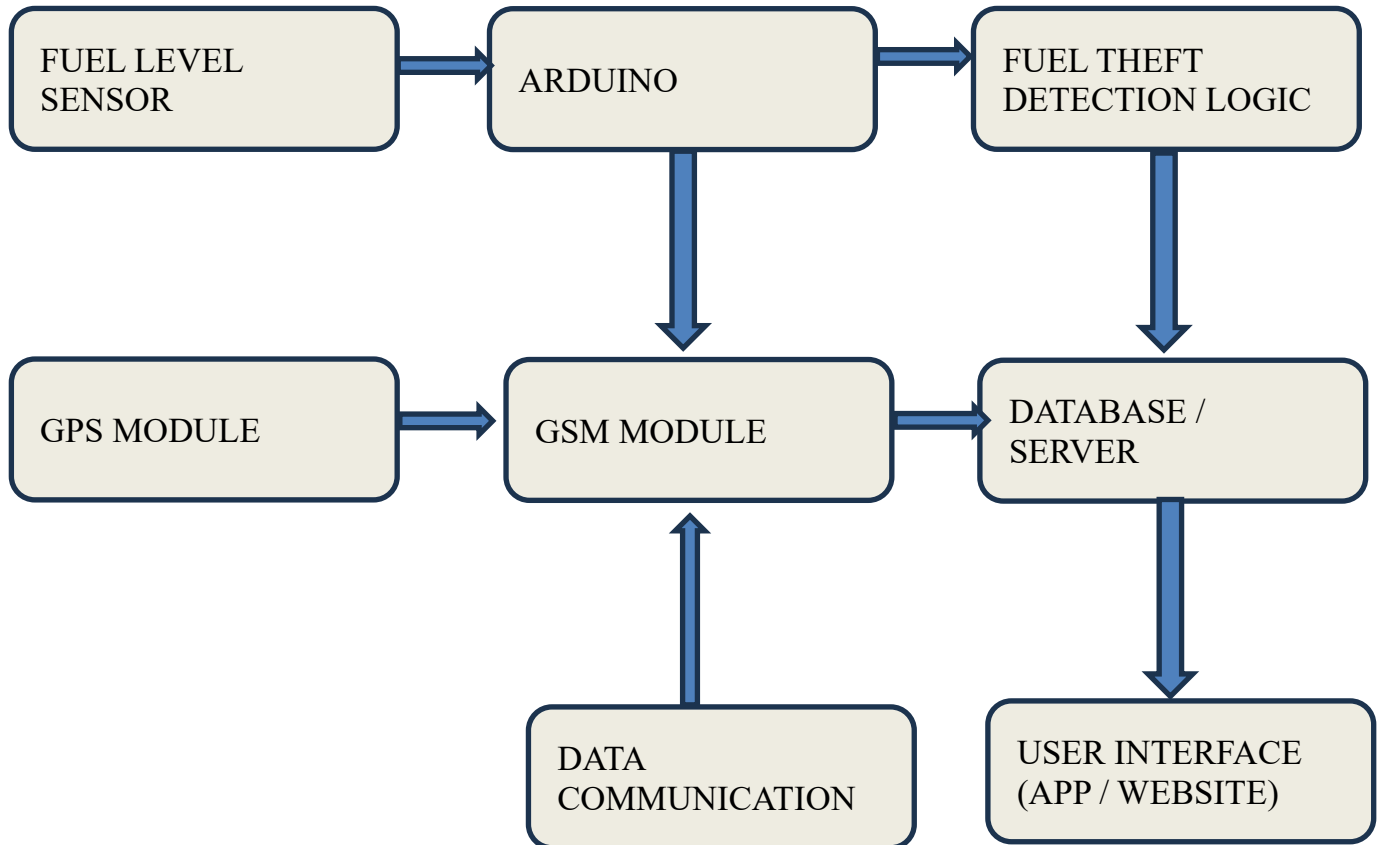 FUEL LEVEL
SENSOR
ARDUINO
FUEL THEFT
DETECTION LOGIC
GPS MODULE
GSM MODULE
DATABASE /
SERVER
DATA
COMMUNICATION
USER INTERFACE
(APP / WEBSITE)